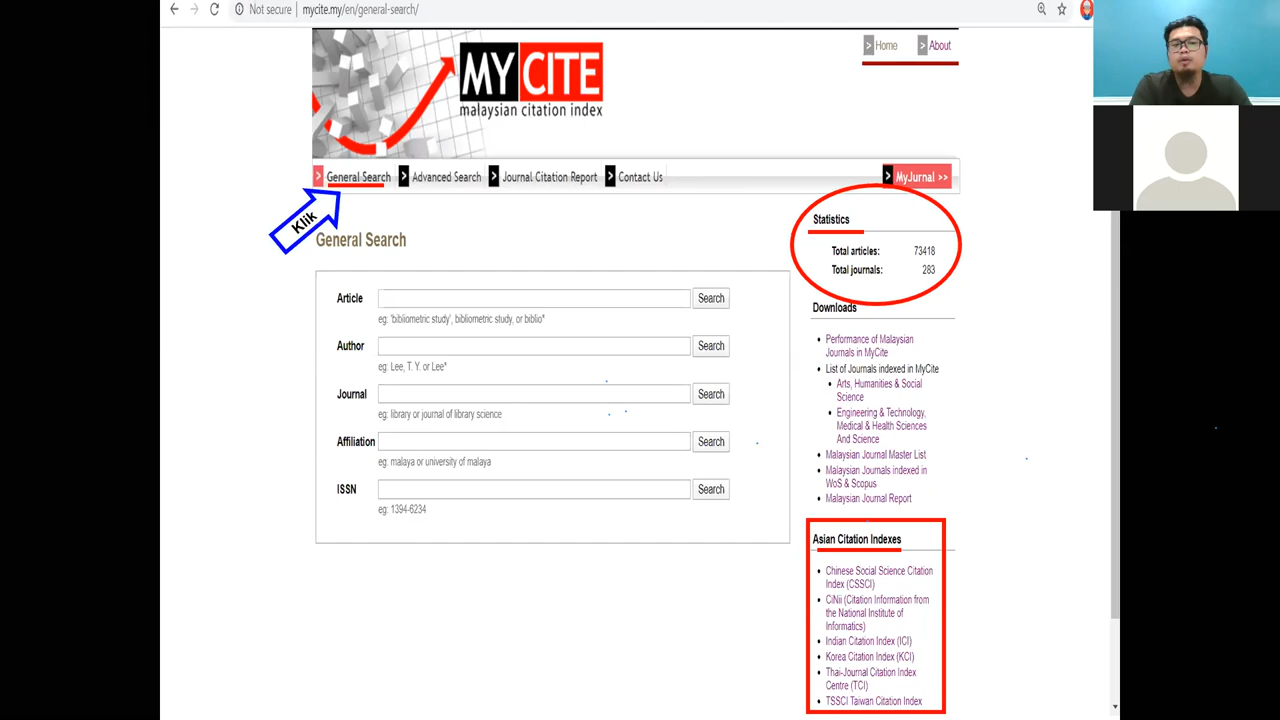 Not secure | mycite.my/en/general-search/
Home
About
MYCITE
malaysian citation index
General Search
Advanced Search
Journal Citation Report
Contact Us
MyJurnal >>
Klik
General Search
Article
Search
eg: 'bibliometric study', bibliometric study, or biblio*
Author
Search
eg: Lee, T. Y. or Lee*
Journal
Search
eg: library or journal of library science
Affiliation
Search
eg: malaya or university of malaya
ISSN
Search
eg: 1394-6234
Statistics
Total articles: 73418
Total journals: 283
Downloads
Performance of Malaysian
Journals in MyCite
List of Journals indexed in MyCite
Arts, Humanities & Social
Science
Engineering & Technology,
Medical & Health Sciences
And Science
Malaysian Journal Master List
Malaysian Journals indexed in
WoS & Scopus
Malaysian Journal Report
Asian Citation Indexes
Chinese Social Science Citation
Index (CSSCI)
CiNii (Citation Information from
the National Institute of
Informatics)
Indian Citation Index (ICI)
Korea Citation Index (KCI)
Thai-Journal Citation Index
Centre (TCI)
TSSCI Taiwan Citation Index